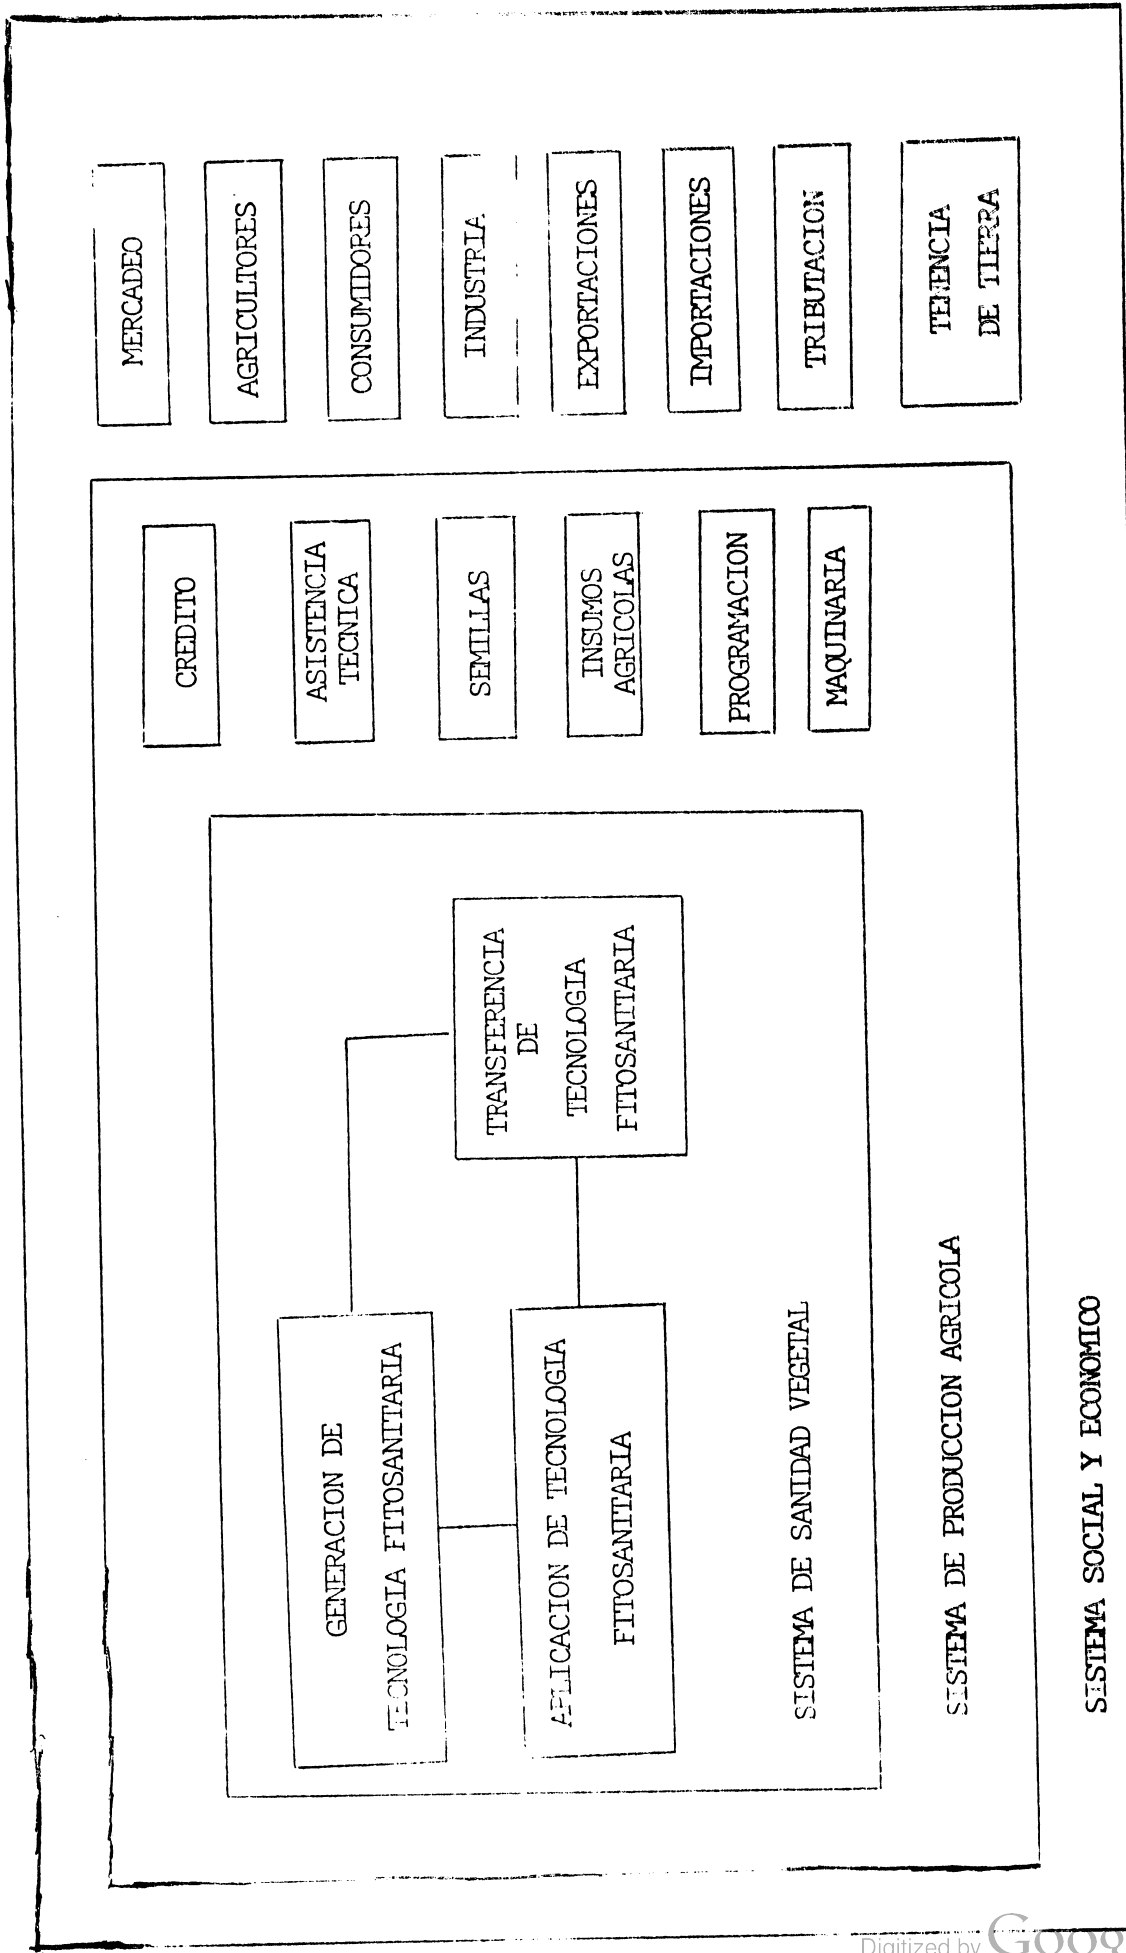 MERCADEO
AGRICULTORES
CONSUMIDORES
INDUSTRIA
EXPORTACIONES
IMPORTACIONES
TRIBUTACION
TENENCIA
DE TIERRA
CREDITO
ASISTENCIA
TECNICA
SEMILLAS
INSUMOS
AGRICOLAS
PROGRAMACION
MAQUINARIA
TRANSFERENCIA
DE
TECNOLOGIA
FITOSANITARIA
GENERACION DE
TECNOLOGIA FITOSANITARIA
APLICACION DE TECNOLOGIA
FITOSANITARIA
SISTEMA DE SANIDAD VEGETAL
SISTEMA DE PRODUCCION AGRICOLA
SISTEMA SOCIAL Y ECONOMICO
Digitized by